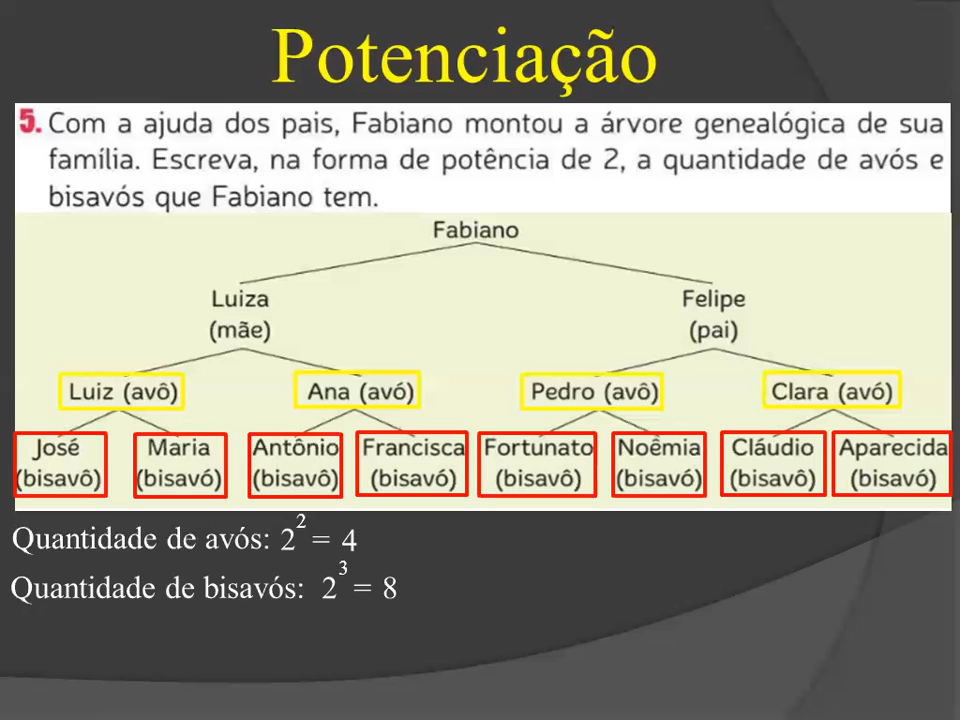 Potenciação
5. Com a ajuda dos pais, Fabiano montou a árvore genealógica de sua
família. Escreva, na forma de potência de 2, a quantidade de avós e
bisavós que Fabiano tem.
Fabiano
Luiza Felipe
(mãe) (pai)
Luiz (avô) Ana (avó) Pedro (avô) Clara (avó)
José Maria Antônio Francisca Fortunato Noêmia Cláudio Aparecida
(bisavô) (bisavó) (bisavô) (bisavó) (bisavô) (bisavó) (bisavô) (bisavó)
Quantidade de avós: 2² = 4
Quantidade de bisavós: 2³ = 8